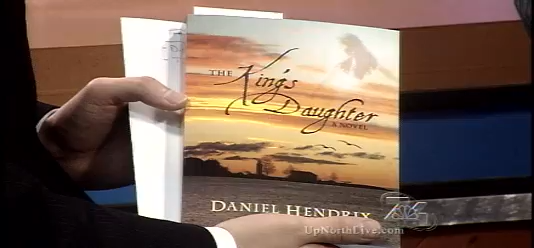 THE King's
Daughter
A NOVEL
DANIEL HENDRIX
UpNorthLive.com